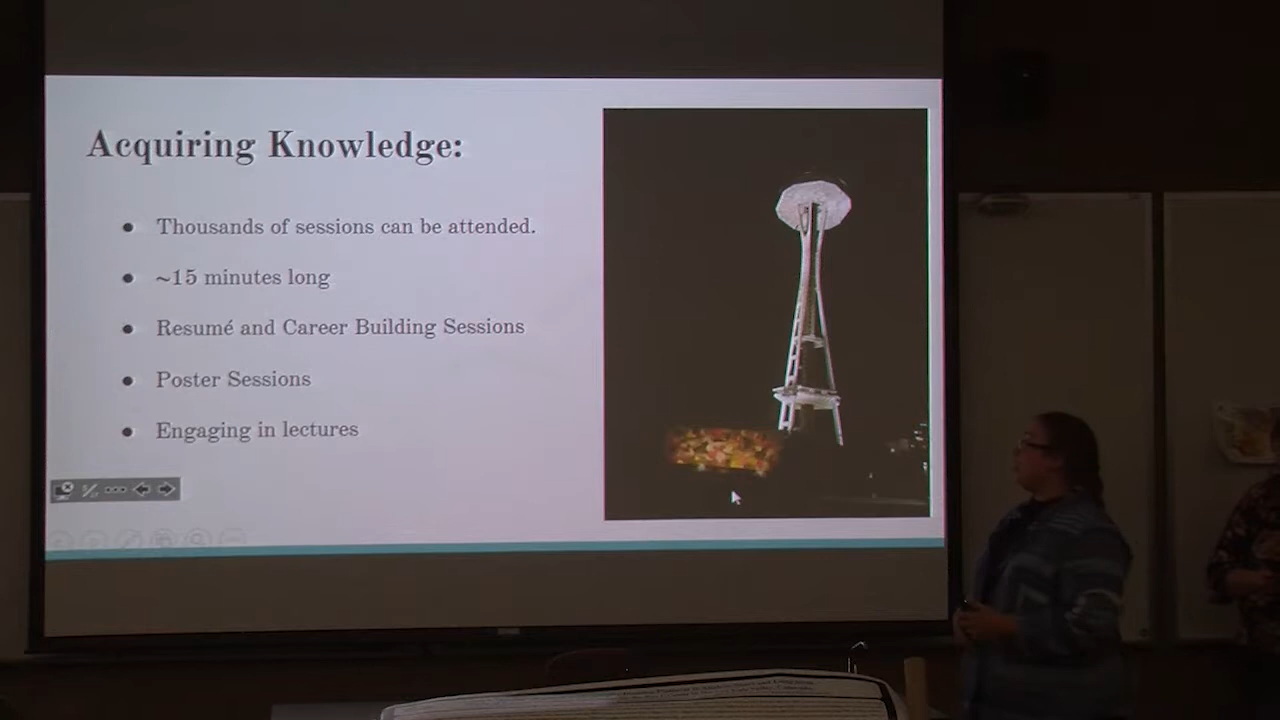 Acquiring Knowledge:
Thousands of sessions can be attended.
~15 minutes long
Resumé and Career Building Sessions
Poster Sessions
Engaging in lectures